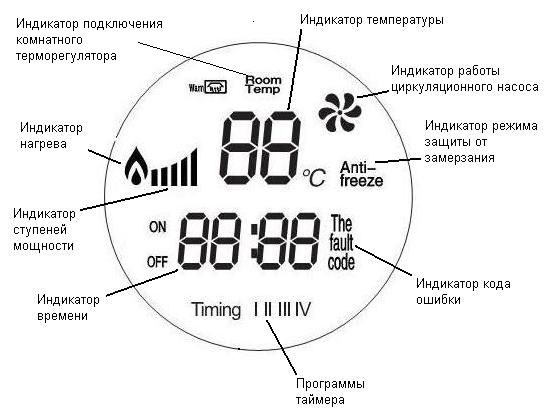 Индикатор подключения
комнатного
терморегулятора
Индикатор температуры
Индикатор работы
циркуляционного насоса
Warm
Room
Temp
88
°C
Индикатор режима
защиты от
замерзания
Anti-
freeze
Индикатор
нагрева
Индикатор
ступеней
мощности
ON
OFF
88:88
The
fault
code
Индикатор кода
ошибки
Индикатор
времени
Timing I II III IV
Программы
таймера